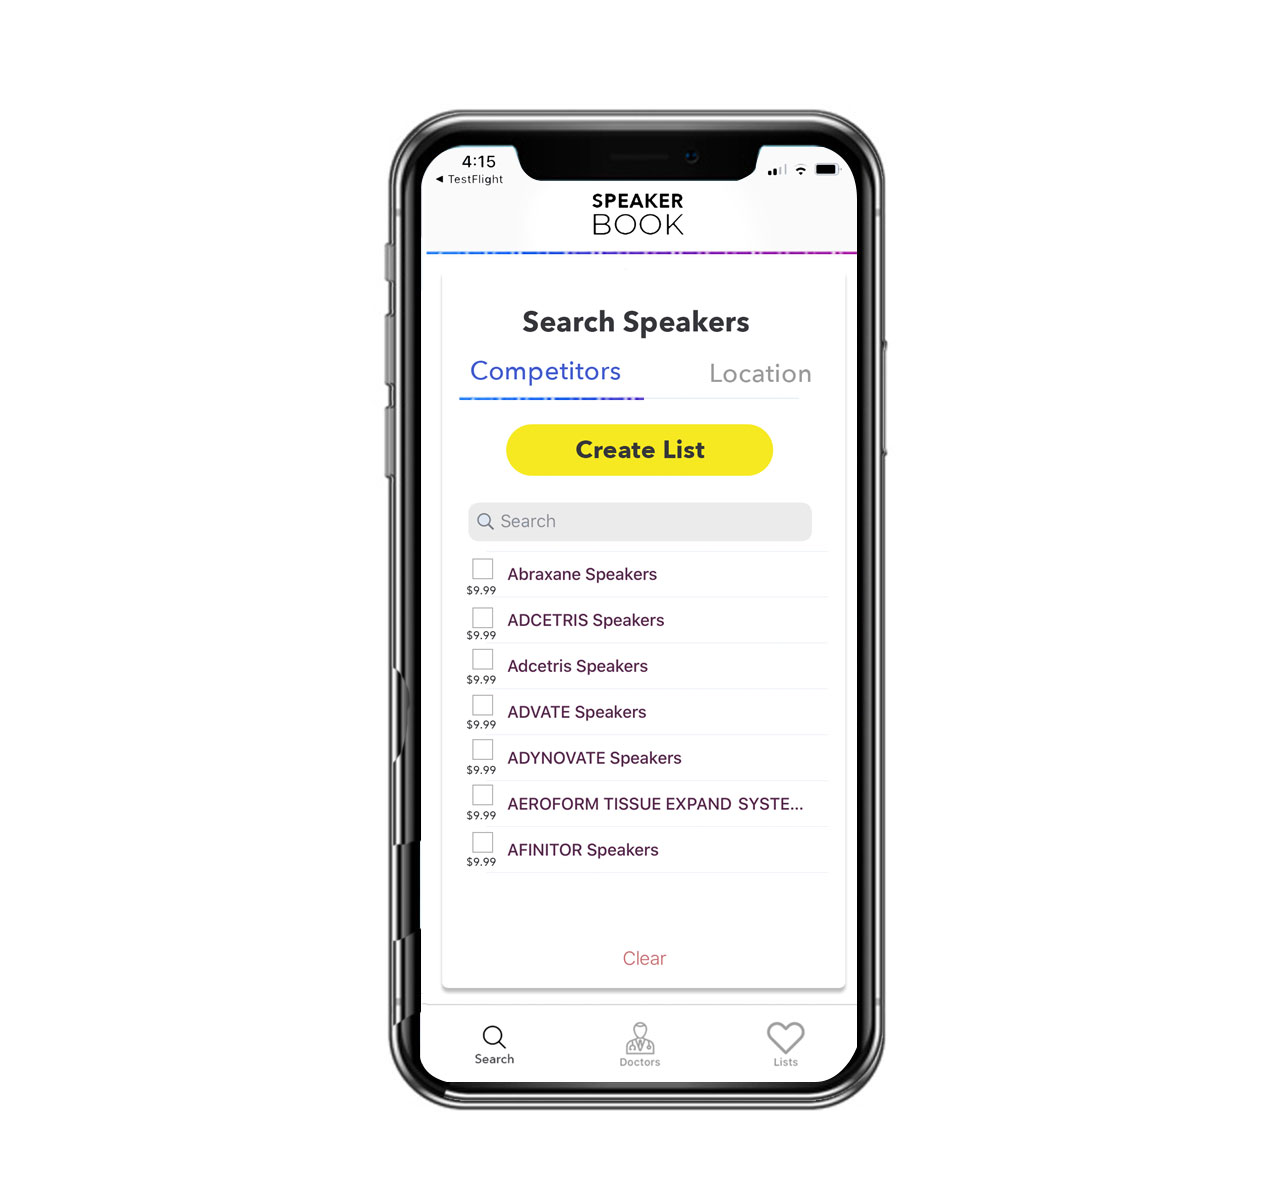 4:15
◀ TestFlight
SPEAKER
BOOK
Search Speakers
Competitors
Location
Create List
Search
Abraxane Speakers
$9.99
ADCETRIS Speakers
$9.99
Adcetris Speakers
$9.99
ADVATE Speakers
$9.99
ADYNOVATE Speakers
$9.99
AEROFORM TISSUE EXPAND SYSTE...
$9.99
AFINITOR Speakers
$9.99
Clear
Search
Doctors
Lists